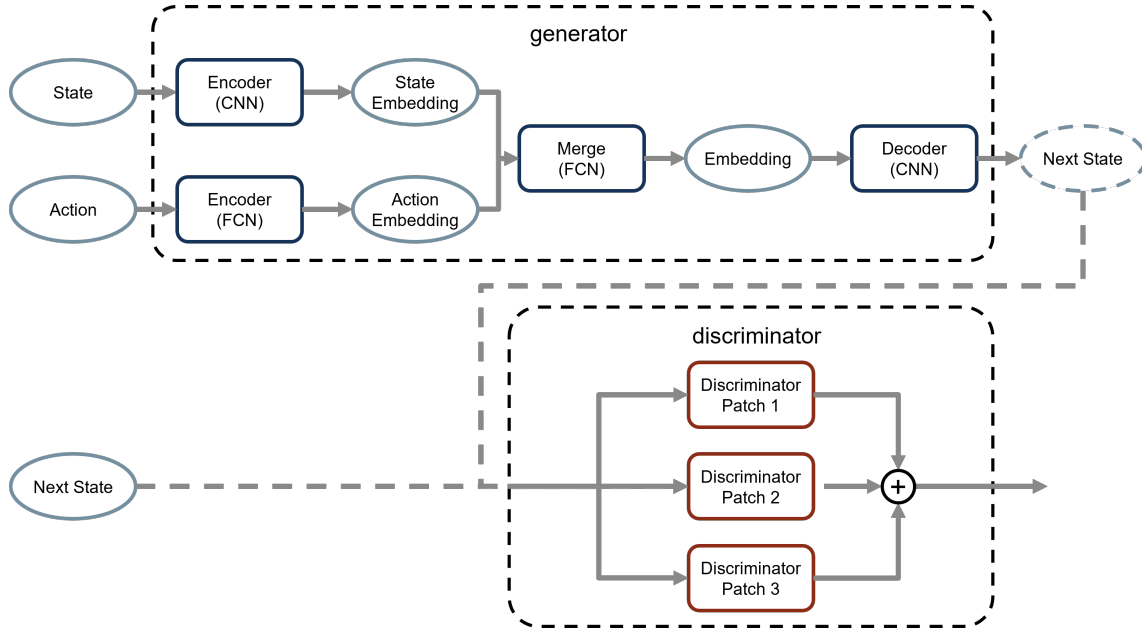 generator
State
Encoder
(CNN)
State
Embedding
Action
Encoder
(FCN)
Action
Embedding
Merge
(FCN)
Embedding
Decoder
(CNN)
Next State
discriminator
Next State
Discriminator
Patch 1
Discriminator
Patch 2
Discriminator
Patch 3
+